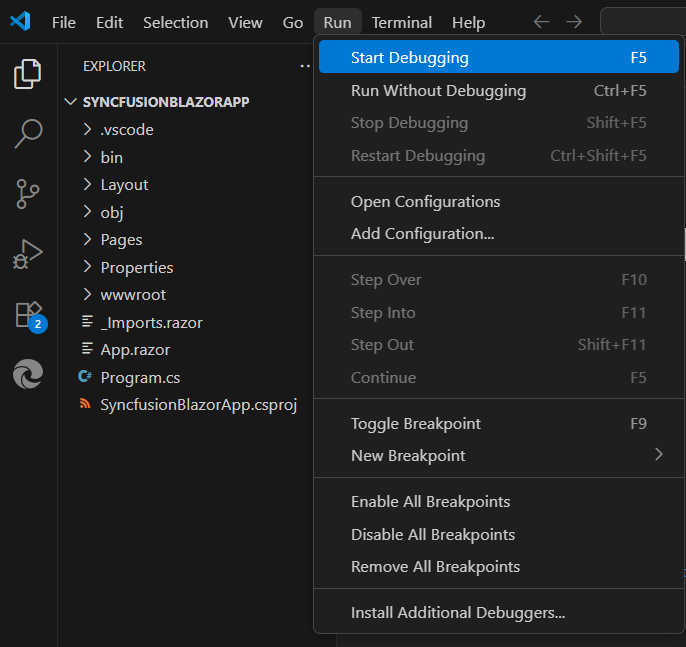 File Edit Selection View Go Run Terminal Help
EXPLORER
SYNCFUSIONBLAZORAPP
.vscode
bin
Layout
obj
Pages
Properties
wwwroot
_Imports.razor
App.razor
C# Program.cs
SyncfusionBlazorApp.csproj
2
Start Debugging F5
Run Without Debugging Ctrl+F5
Stop Debugging Shift+F5
Restart Debugging Ctrl+Shift+F5
Open Configurations
Add Configuration...
Step Over F10
Step Into F11
Step Out Shift+F11
Continue F5
Toggle Breakpoint F9
New Breakpoint
Enable All Breakpoints
Disable All Breakpoints
Remove All Breakpoints
Install Additional Debuggers...